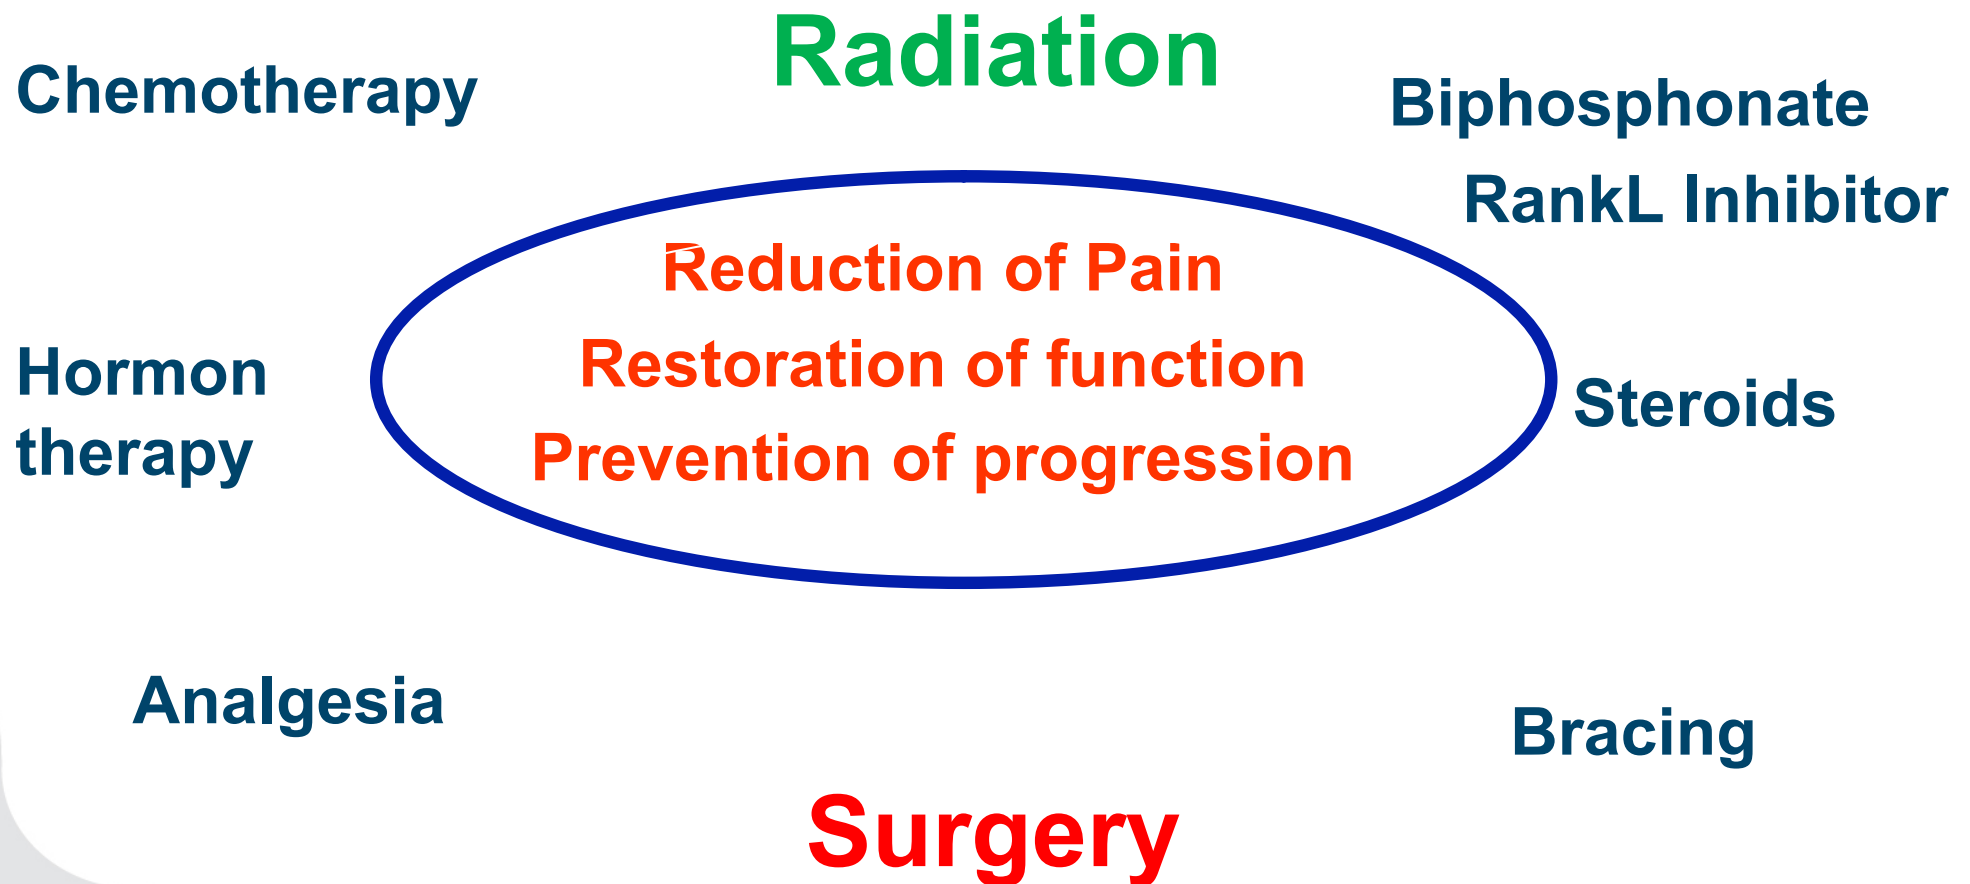 Radiation
Chemotherapy
Biphosphonate
RankL Inhibitor
Reduction of Pain
Restoration of function
Hormon
therapy
Steroids
Prevention of progression
Analgesia
Bracing
Surgery